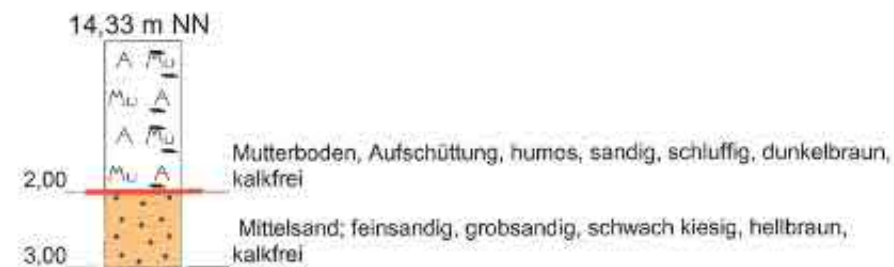 14,33 m NN
A Mu
Mu A
A Mu
Mu A
Mutterboden, Aufschüttung, humos, sandig, schluffig, dunkelbraun,
2,00 kalkfrei
Mittelsand; feinsandig, grobsandig, schwach kiesig, hellbraun,
3,00 kalkfrei